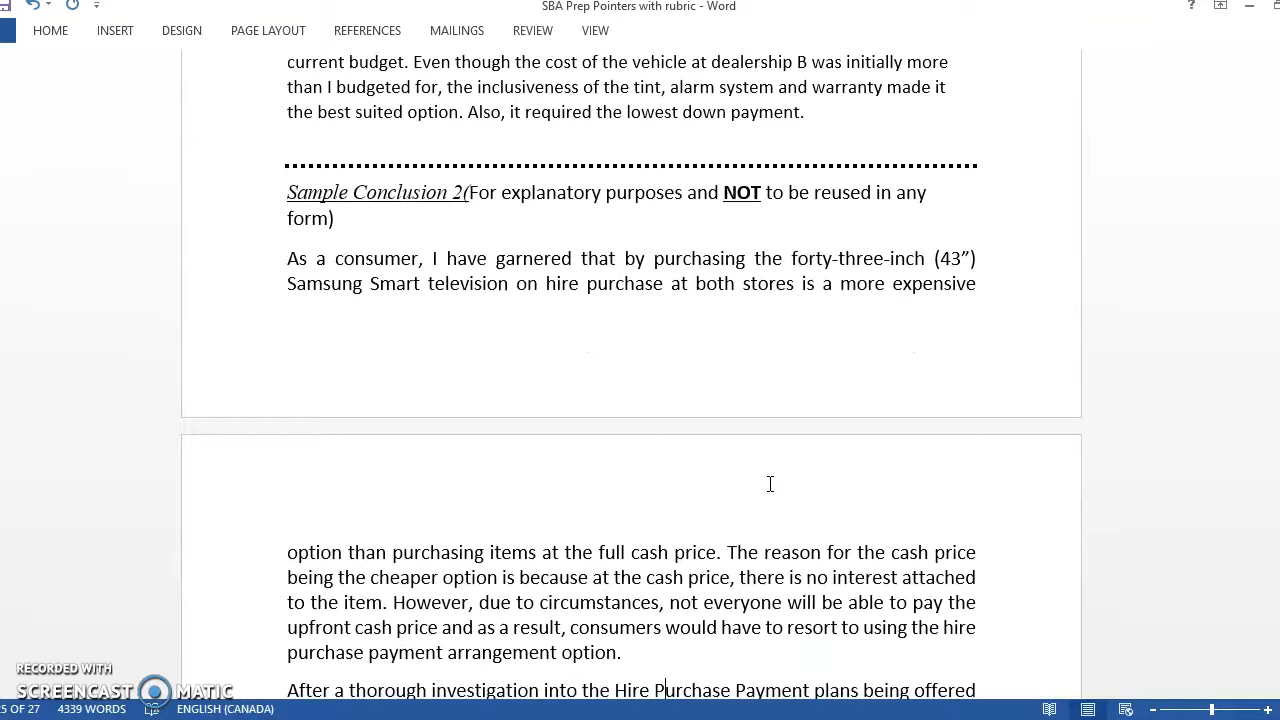 SBA Prep Pointers with rubric - Word
?
HOME INSERT DESIGN PAGE LAYOUT REFERENCES MAILINGS REVIEW VIEW
current budget. Even though the cost of the vehicle at dealership B was initially more
than I budgeted for, the inclusiveness of the tint, alarm system and warranty made it
the best suited option. Also, it required the lowest down payment.
Sample Conclusion 2(For explanatory purposes and NOT to be reused in any
form)
As a consumer, I have garnered that by purchasing the forty-three-inch (43”)
Samsung Smart television on hire purchase at both stores is a more expensive
option than purchasing items at the full cash price. The reason for the cash price
being the cheaper option is because at the cash price, there is no interest attached
to the item. However, due to circumstances, not everyone will be able to pay the
upfront cash price and as a result, consumers would have to resort to using the hire
purchase payment arrangement option.
After a thorough investigation into the Hire Purchase Payment plans being offered
RECORDED WITH
SCREENCAST MATIC
5 OF 27 4339 WORDS ENGLISH (CANADA)